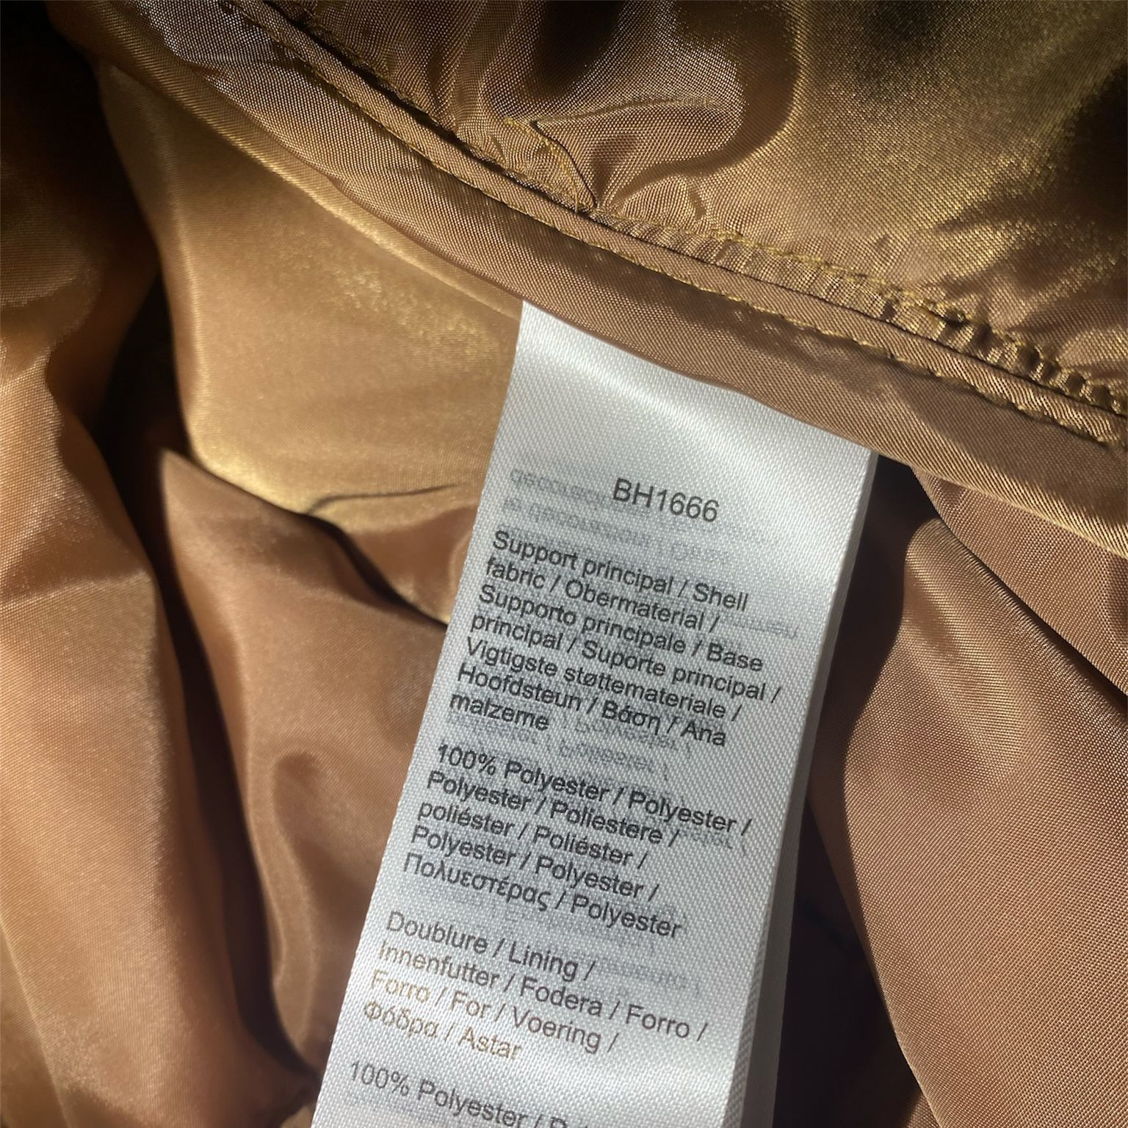 BH1666
Support principal / Shell
fabric / Obermaterial /
Supporto principale / Base
principal / Suporte principal /
Vigtigste støttemateriale /
Hoofdsteun / Βάση / Ana
malzeme
100% Polyester / Polyester /
Polyester / Poliestere /
poliéster / Poliéster /
Polyester / Polyester /
Πολυεστέρας / Polyester
Doublure / Lining /
Innenfutter / Fodera / Forro /
Forro / For / Voering /
Φόδρα / Astar
100% Polyester /